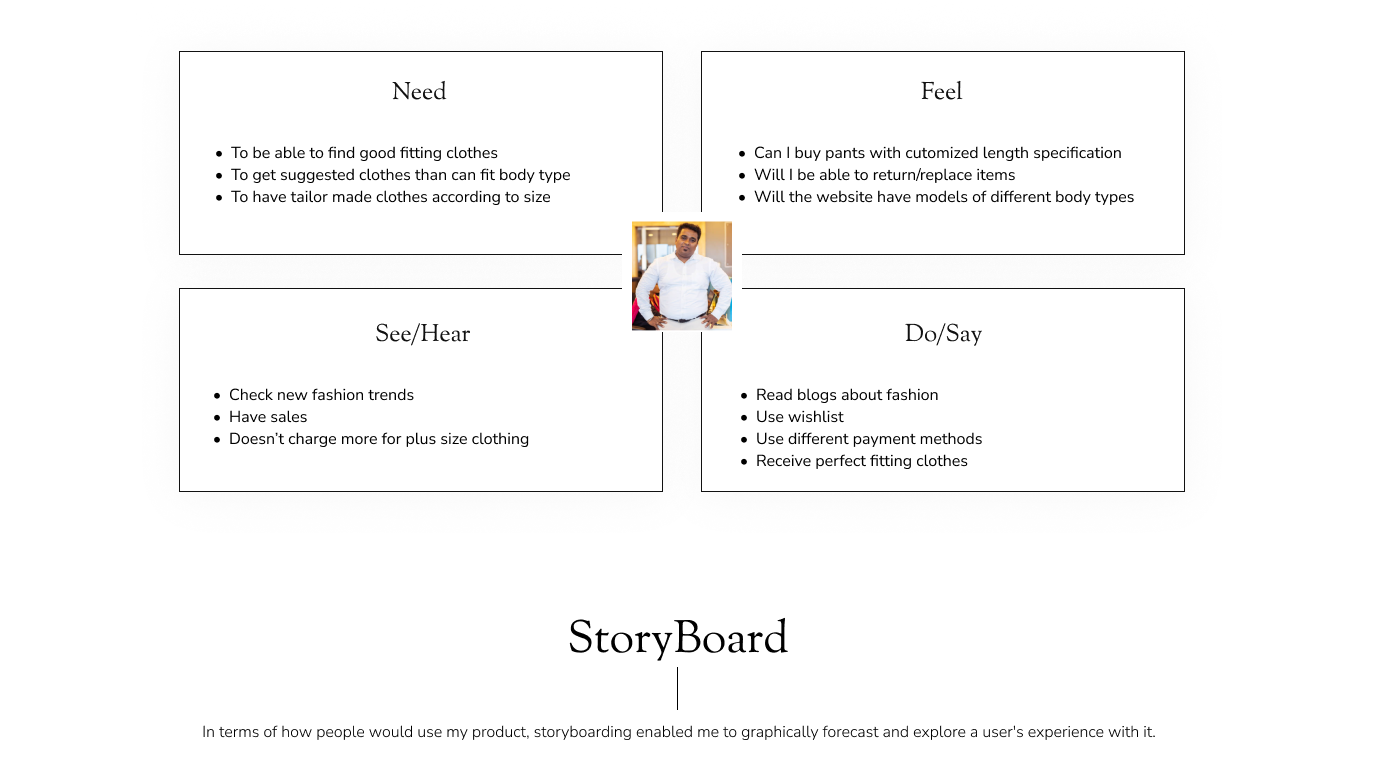 Need
• To be able to find good fitting clothes
• To get suggested clothes than can fit body type
• To have tailor made clothes according to size
Feel
• Can I buy pants with cutomized length specification
• Will I be able to return/replace items
• Will the website have models of different body types
See/Hear
• Check new fashion trends
• Have sales
• Doesn't charge more for plus size clothing
Do/Say
• Read blogs about fashion
• Use wishlist
• Use different payment methods
• Receive perfect fitting clothes
StoryBoard
In terms of how people would use my product, storyboarding enabled me to graphically forecast and explore a user's experience with it.